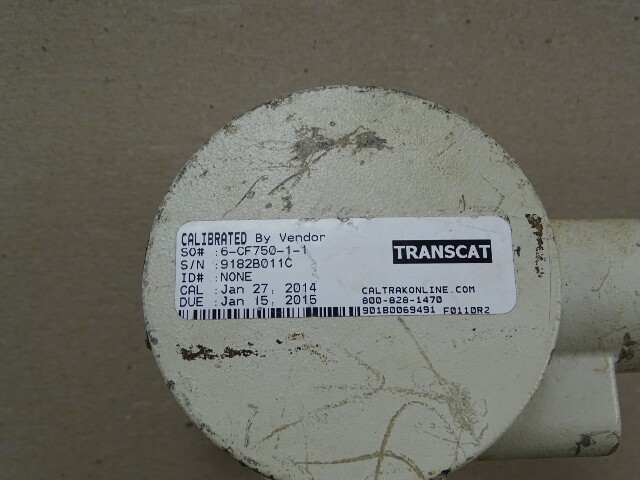 CALIBRATED By Vendor
SO# :6-CF750-1-1
S/N :9182B011C
ID# :NONE
CAL :Jan 27, 2014
DUE :Jan 15, 2015
TRANSCAT
CALTRAKONLINE.COM
800-828-1470
901B0069491 F0110R2